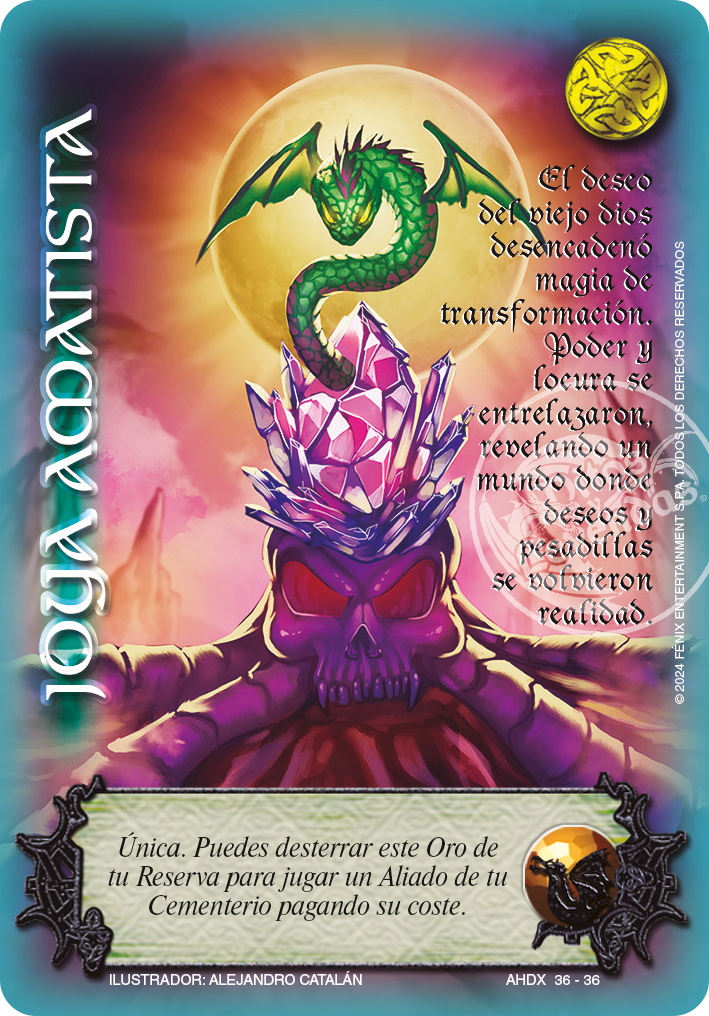 JOYA AMATISTA
El deseo
del viejo dios
desencadenó
magia de
transformación.
Poder y
locura se
entrelazaron,
revelando un
mundo donde
deseos y
pesadillas
se volvieron
realidad.
© 2024 FENIX ENTERTAINMENT S.P.A. TODOS LOS DERECHOS RESERVADOS
Única. Puedes desterrar este Oro de
tu Reserva para jugar un Aliado de tu
Cementerio pagando su coste.
ILUSTRADOR: ALEJANDRO CATALÁN
AHDX 36 - 36